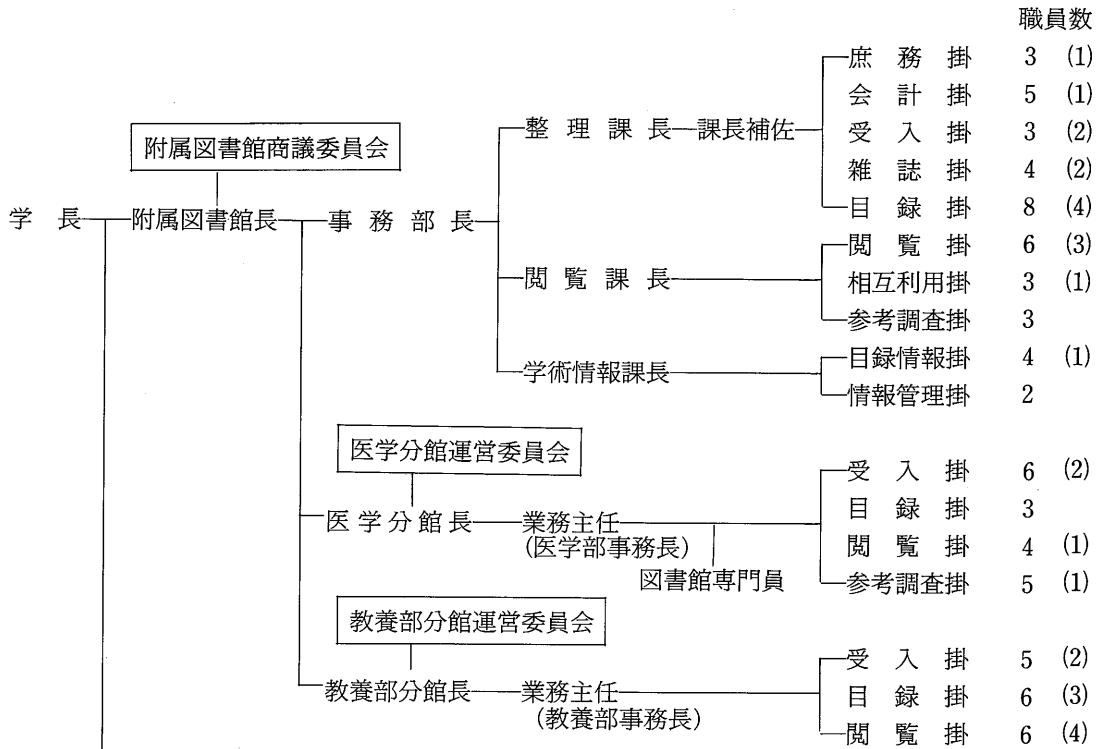 職員数
庶務掛 3 (1)
会計掛 5 (1)
整理課長 課長補佐 受入掛 3 (2)
附属図書館商議委員会 雑誌掛 4 (2)
目録掛 8 (4)
学長 附属図書館長 事務部長
閲覧掛 6 (3)
閲覧課長 相互利用掛 3 (1)
参考調査掛 3
学術情報課長 目録情報掛 4 (1)
情報管理掛 2
医学分館運営委員会
受入掛 6 (2)
医学分館長 業務主任 目録掛 3
(医学部事務長) 閲覧掛 4 (1)
図書館専門員 参考調査掛 5 (1)
教養部分館運営委員会
受入掛 5 (2)
教養部分館長 業務主任 目録掛 6 (3)
(教養部事務長) 閲覧掛 6 (4)